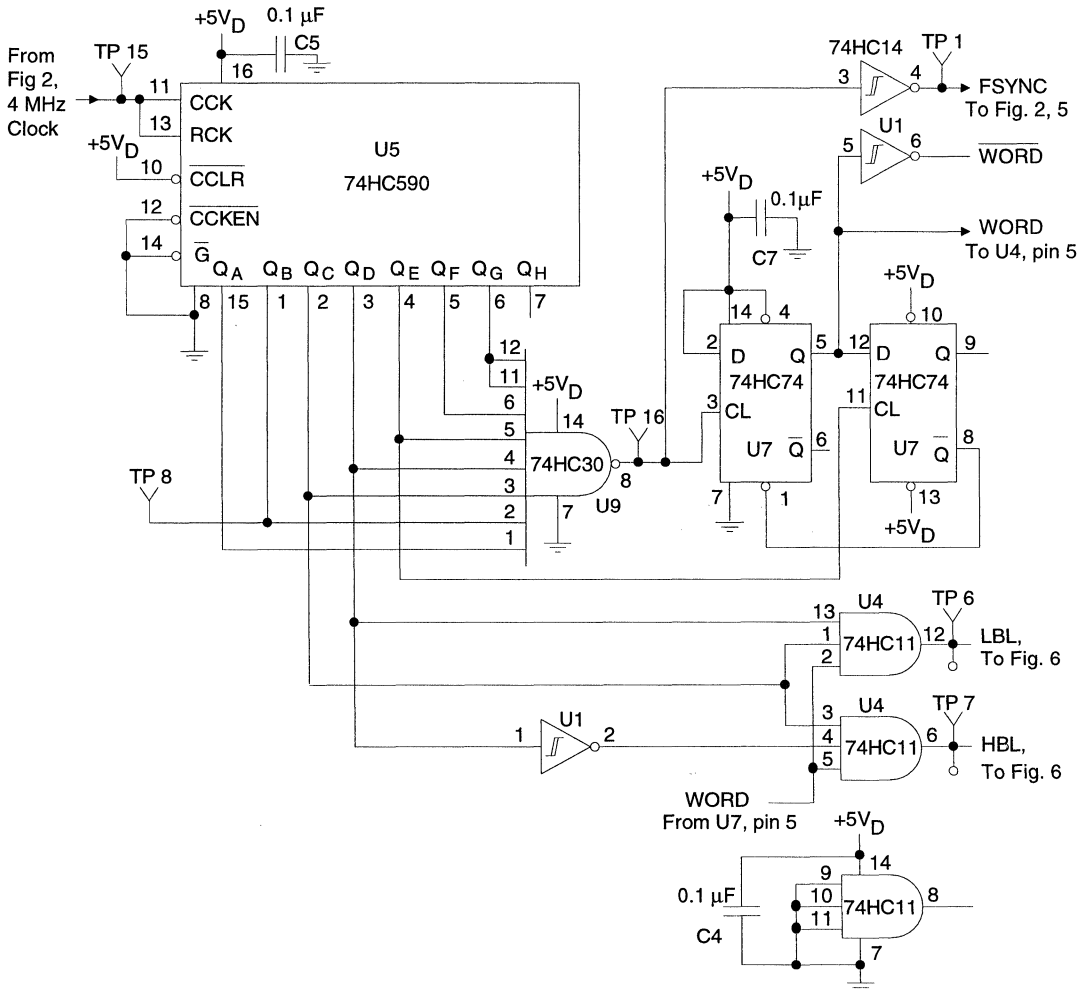 +5VD
0.1 µF
C5
From
Fig 2,
4 MHz
Clock
TP 15
16
11
CCK
13
RCK
+5VD
10
CCLR
12
CCKEN
14
G
U5
74HC590
QA
QB
QC
QD
QE
QF
QG
QH
8
15
1
2
3
4
5
6
7
74HC14
TP 1
3
4
FSYNC
To Fig. 2, 5
U1
5
6
WORD
WORD
To U4, pin 5
+5VD
0.1µF
C7
14
4
2
D
Q
5
74HC74
3
CL
U7
Q
6
7
1
+5VD
10
12
D
Q
9
74HC74
11
CL
U7
Q
8
13
+5VD
12
11
6
5
4
3
2
1
+5VD
14
74HC30
8
U9
7
TP 16
TP 8
U4
13
1
2
74HC11
12
TP 6
LBL,
To Fig. 6
U4
3
4
5
74HC11
6
TP 7
HBL,
To Fig. 6
1
U1
2
WORD
From U7, pin 5
+5VD
14
0.1 µF
C4
9
10
11
74HC11
8
7